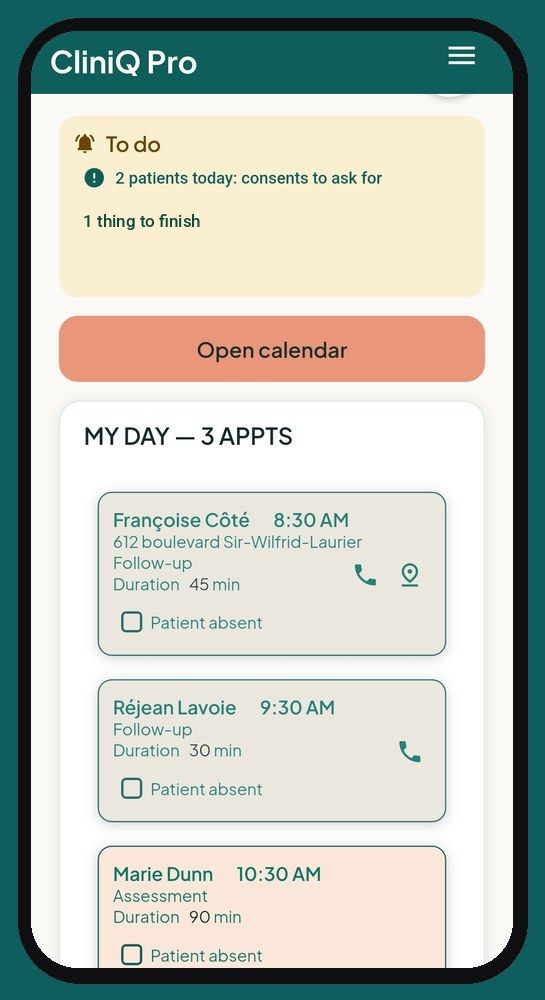 CliniQ Pro
To do
2 patients today: consents to ask for
1 thing to finish
Open calendar
MY DAY — 3 APPTS
Françoise Côté 8:30 AM
612 boulevard Sir-Wilfrid-Laurier
Follow-up
Duration 45 min
Patient absent
Réjean Lavoie 9:30 AM
Follow-up
Duration 30 min
Patient absent
Marie Dunn 10:30 AM
Assessment
Duration 90 min
Patient absent